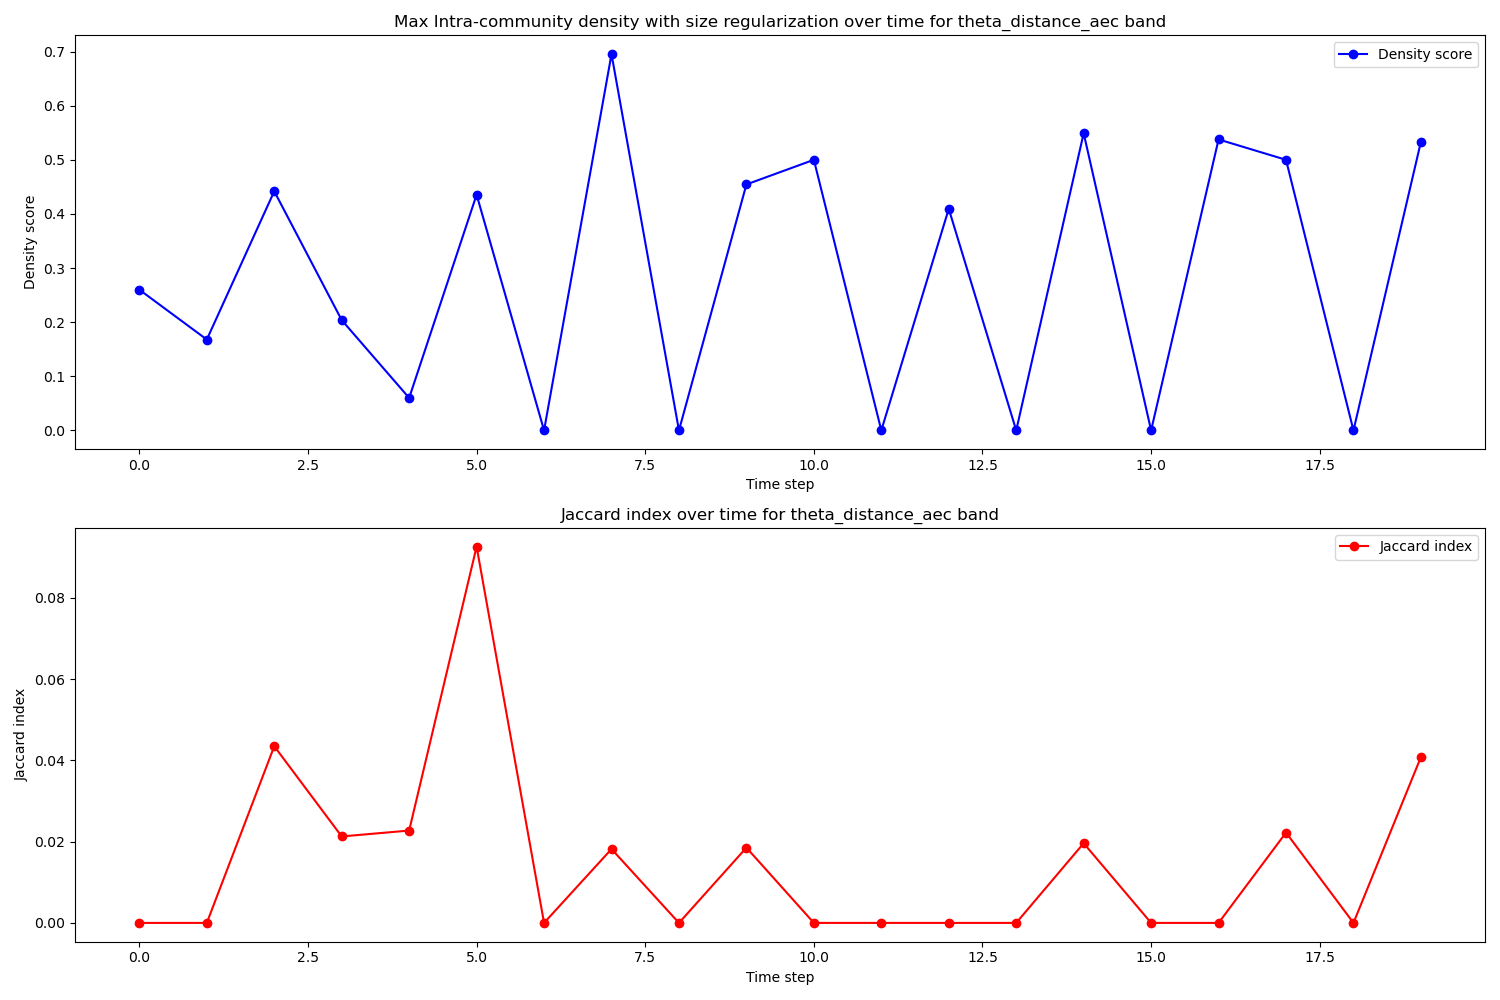 Max Intra-community density with size regularization over time for theta_distance_aec band
Density score
0.7
0.6
0.5
0.4
0.3
0.2
0.1
0.0
Density score
0.0 2.5 5.0 7.5 10.0 12.5 15.0 17.5
Time step
Jaccard index over time for theta_distance_aec band
Jaccard index
0.08
0.06
0.04
0.02
0.00
Jaccard index
0.0 2.5 5.0 7.5 10.0 12.5 15.0 17.5
Time step